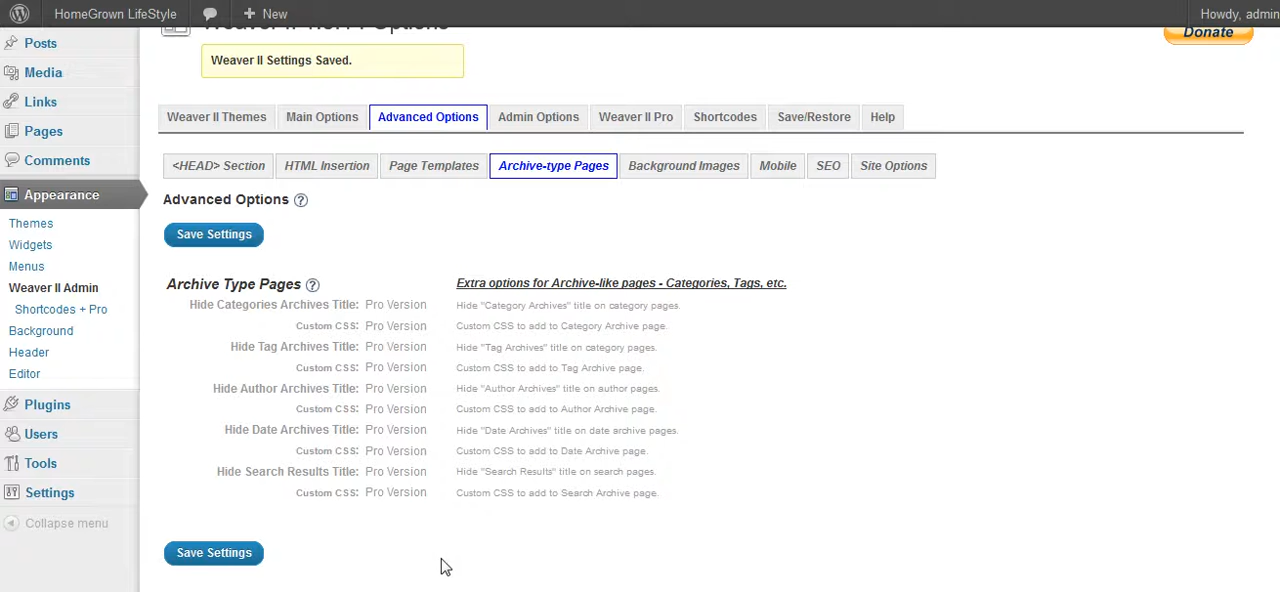 HomeGrown LifeStyle
New
Howdy, admin
Donate
Weaver II Settings Saved.
Posts
Media
Links
Pages
Comments
Appearance
Themes
Widgets
Menus
Weaver II Admin
Shortcodes + Pro
Background
Header
Editor
Plugins
Users
Tools
Settings
Collapse menu
Weaver II Themes Main Options Advanced Options Admin Options Weaver II Pro Shortcodes Save/Restore Help
<HEAD> Section HTML Insertion Page Templates Archive-type Pages Background Images Mobile SEO Site Options
Advanced Options ?
Save Settings
Archive Type Pages ? Extra options for Archive-like pages - Categories, Tags, etc.
Hide Categories Archives Title: Pro Version Hide "Category Archives" title on category pages.
Custom CSS: Pro Version Custom CSS to add to Category Archive page.
Hide Tag Archives Title: Pro Version Hide "Tag Archives" title on category pages.
Custom CSS: Pro Version Custom CSS to add to Tag Archive page.
Hide Author Archives Title: Pro Version Hide "Author Archives" title on author pages.
Custom CSS: Pro Version Custom CSS to add to Author Archive page.
Hide Date Archives Title: Pro Version Hide "Date Archives" title on date archive pages.
Custom CSS: Pro Version Custom CSS to add to Date Archive page.
Hide Search Results Title: Pro Version Hide "Search Results" title on search pages.
Custom CSS: Pro Version Custom CSS to add to Search Archive page.
Save Settings